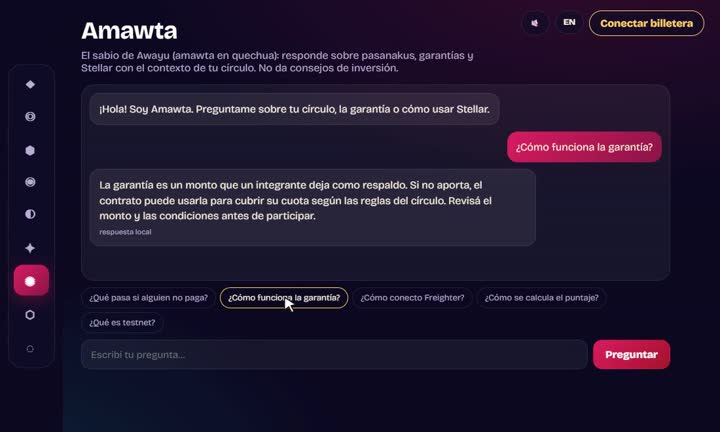 Amawta
EN
Conectar billetera
El sabio de Awayu (amawta en quechua): responde sobre pasanakus, garantías y
Stellar con el contexto de tu círculo. No da consejos de inversión.
¡Hola! Soy Amawta. Preguntame sobre tu círculo, la garantía o cómo usar Stellar.
¿Cómo funciona la garantía?
La garantía es un monto que un integrante deja como respaldo. Si no aporta, el
contrato puede usarla para cubrir su cuota según las reglas del círculo. Revisá el
monto y las condiciones antes de participar.
respuesta local
¿Qué pasa si alguien no paga?
¿Cómo funciona la garantía?
¿Cómo conecto Freighter?
¿Cómo se calcula el puntaje?
¿Qué es testnet?
Escribí tu pregunta...
Preguntar